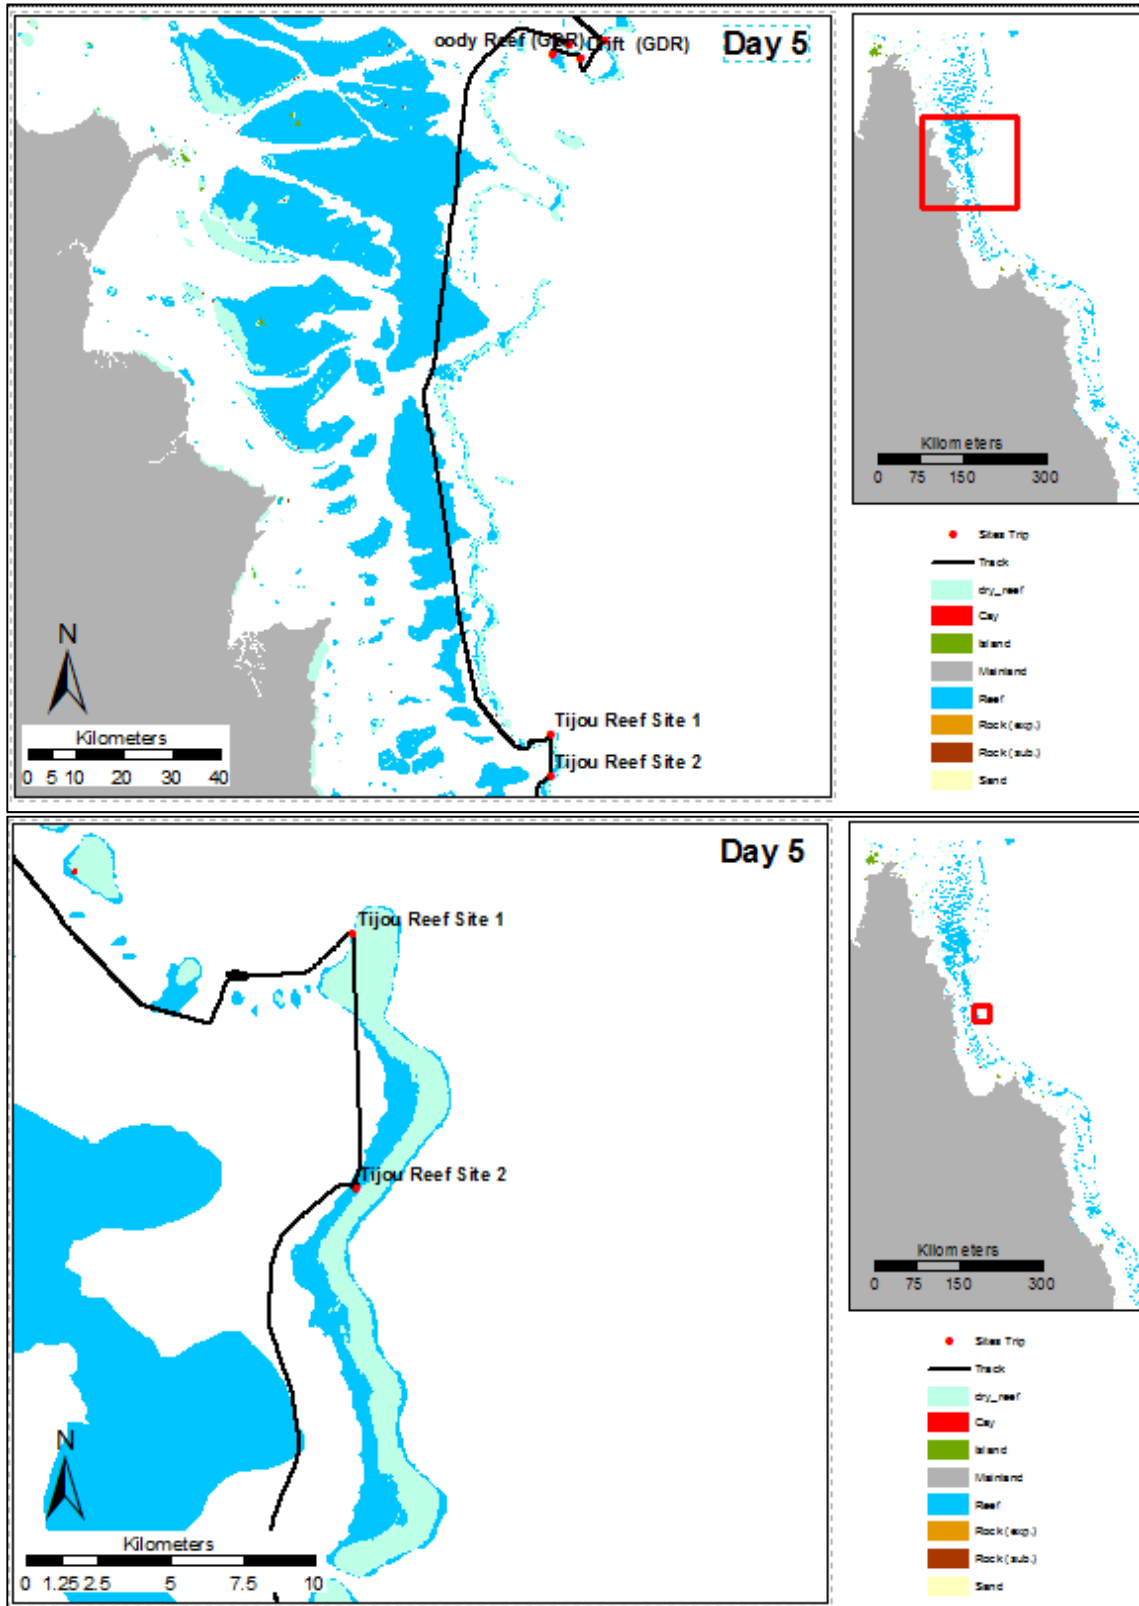 oody Reef (GDR) Drift (GDR)
Day 5
N
Kilometers
0 5 10 20 30 40
Tijou Reef Site 1
Tijou Reef Site 2
Kilometers
0 75 150 300
Sites Trip
Track
dry_reef
Cay
Island
Mainland
Reef
Rock (exp.)
Rock (sub.)
Sand
Day 5
Tijou Reef Site 1
Tijou Reef Site 2
N
Kilometers
0 1.25 2.5 5 7.5 10
Kilometers
0 75 150 300
Sites Trip
Track
dry_reef
Cay
Island
Mainland
Reef
Rock (exp.)
Rock (sub.)
Sand